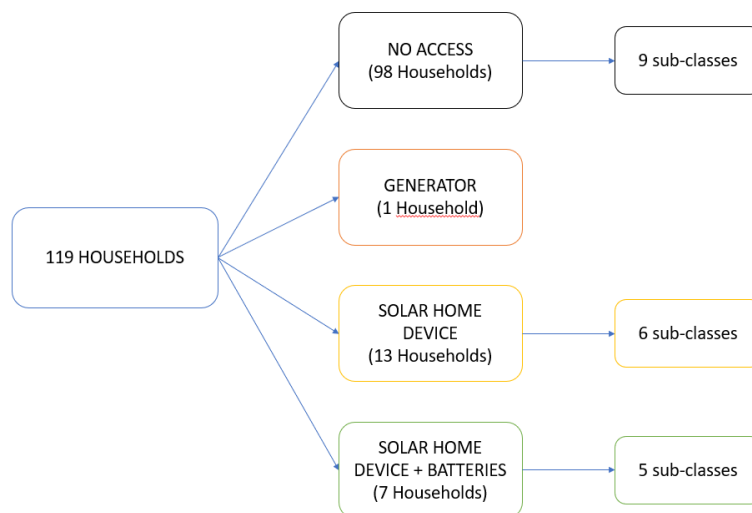 NO ACCESS
(98 Households)
9 sub-classes
GENERATOR
(1 Household)
119 HOUSEHOLDS
SOLAR HOME
DEVICE
(13 Households)
6 sub-classes
SOLAR HOME
DEVICE + BATTERIES
(7 Households)
5 sub-classes